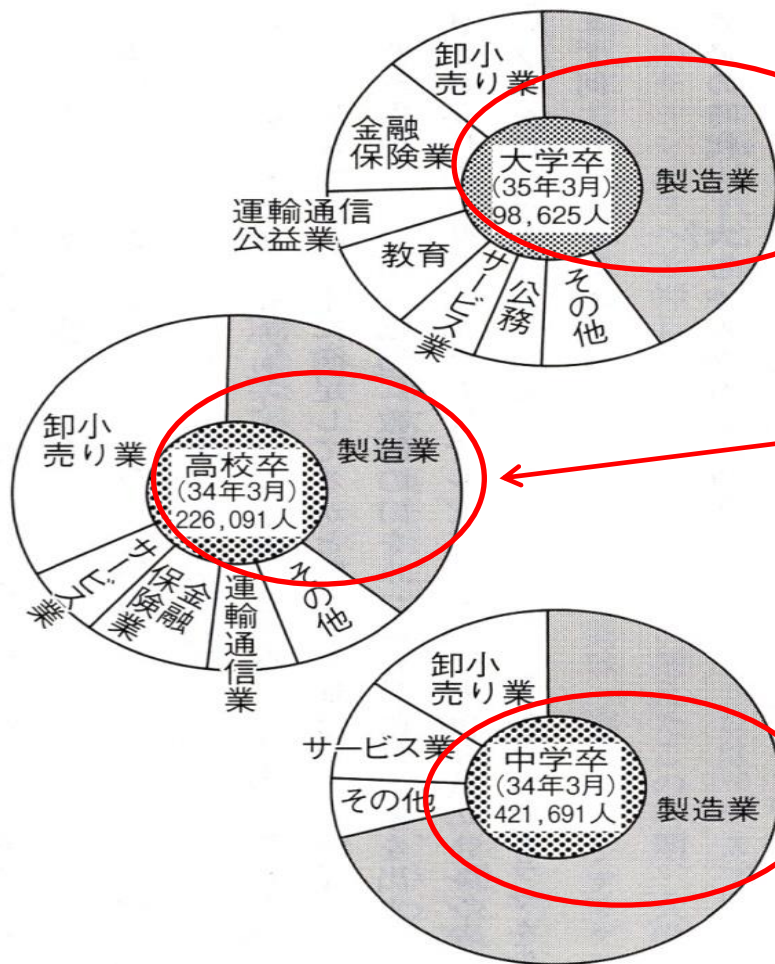 卸小
売り業
金融
保険業
大学卒
(35年3月)
98,625人
製造業
運輸通信
公益業
教育
サービス業
公務
その他
卸小
売り業
高校卒
(34年3月)
226,091人
製造業
サービス業
金融
保険業
運輸通信業
その他
卸小
売り業
サービス業
その他
中学卒
(34年3月)
421,691人
製造業